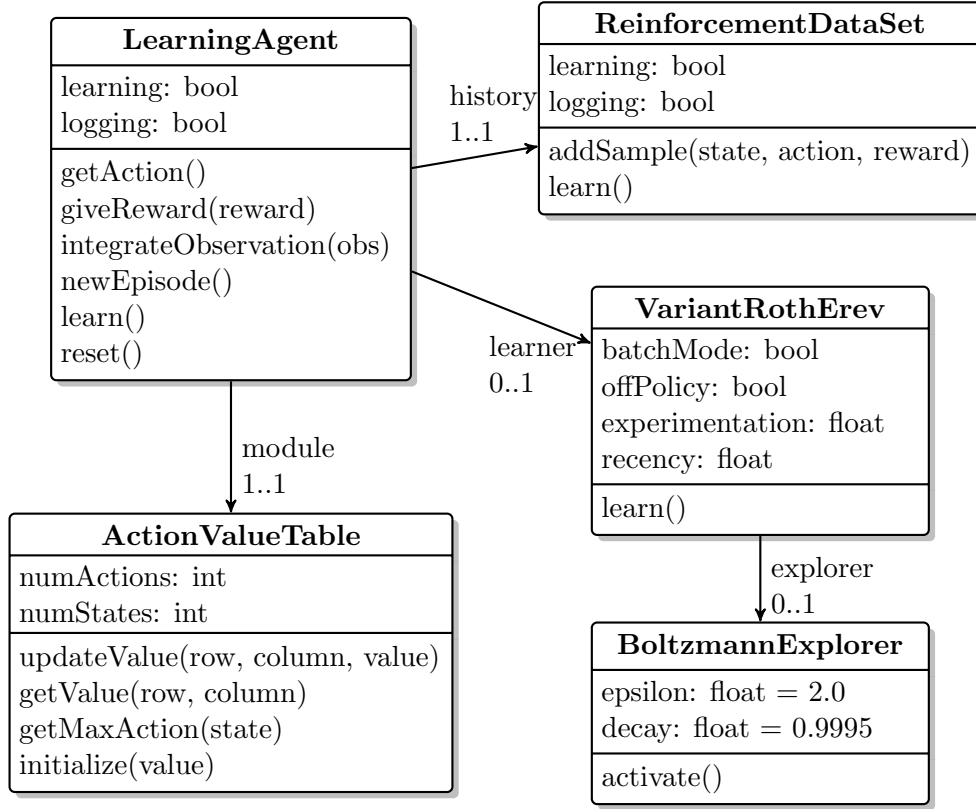 LearningAgent
learning: bool
logging: bool
getAction()
giveReward(reward)
integrateObservation(obs)
newEpisode()
learn()
reset()
history
1..1
ReinforcementDataSet
learning: bool
logging: bool
addSample(state, action, reward)
learn()
learner
0..1
VariantRothErev
batchMode: bool
offPolicy: bool
experimentation: float
recency: float
learn()
module
1..1
ActionValueTable
numActions: int
numStates: int
updateValue(row, column, value)
getValue(row, column)
getMaxAction(state)
initialize(value)
explorer
0..1
BoltzmannExplorer
epsilon: float = 2.0
decay: float = 0.9995
activate()